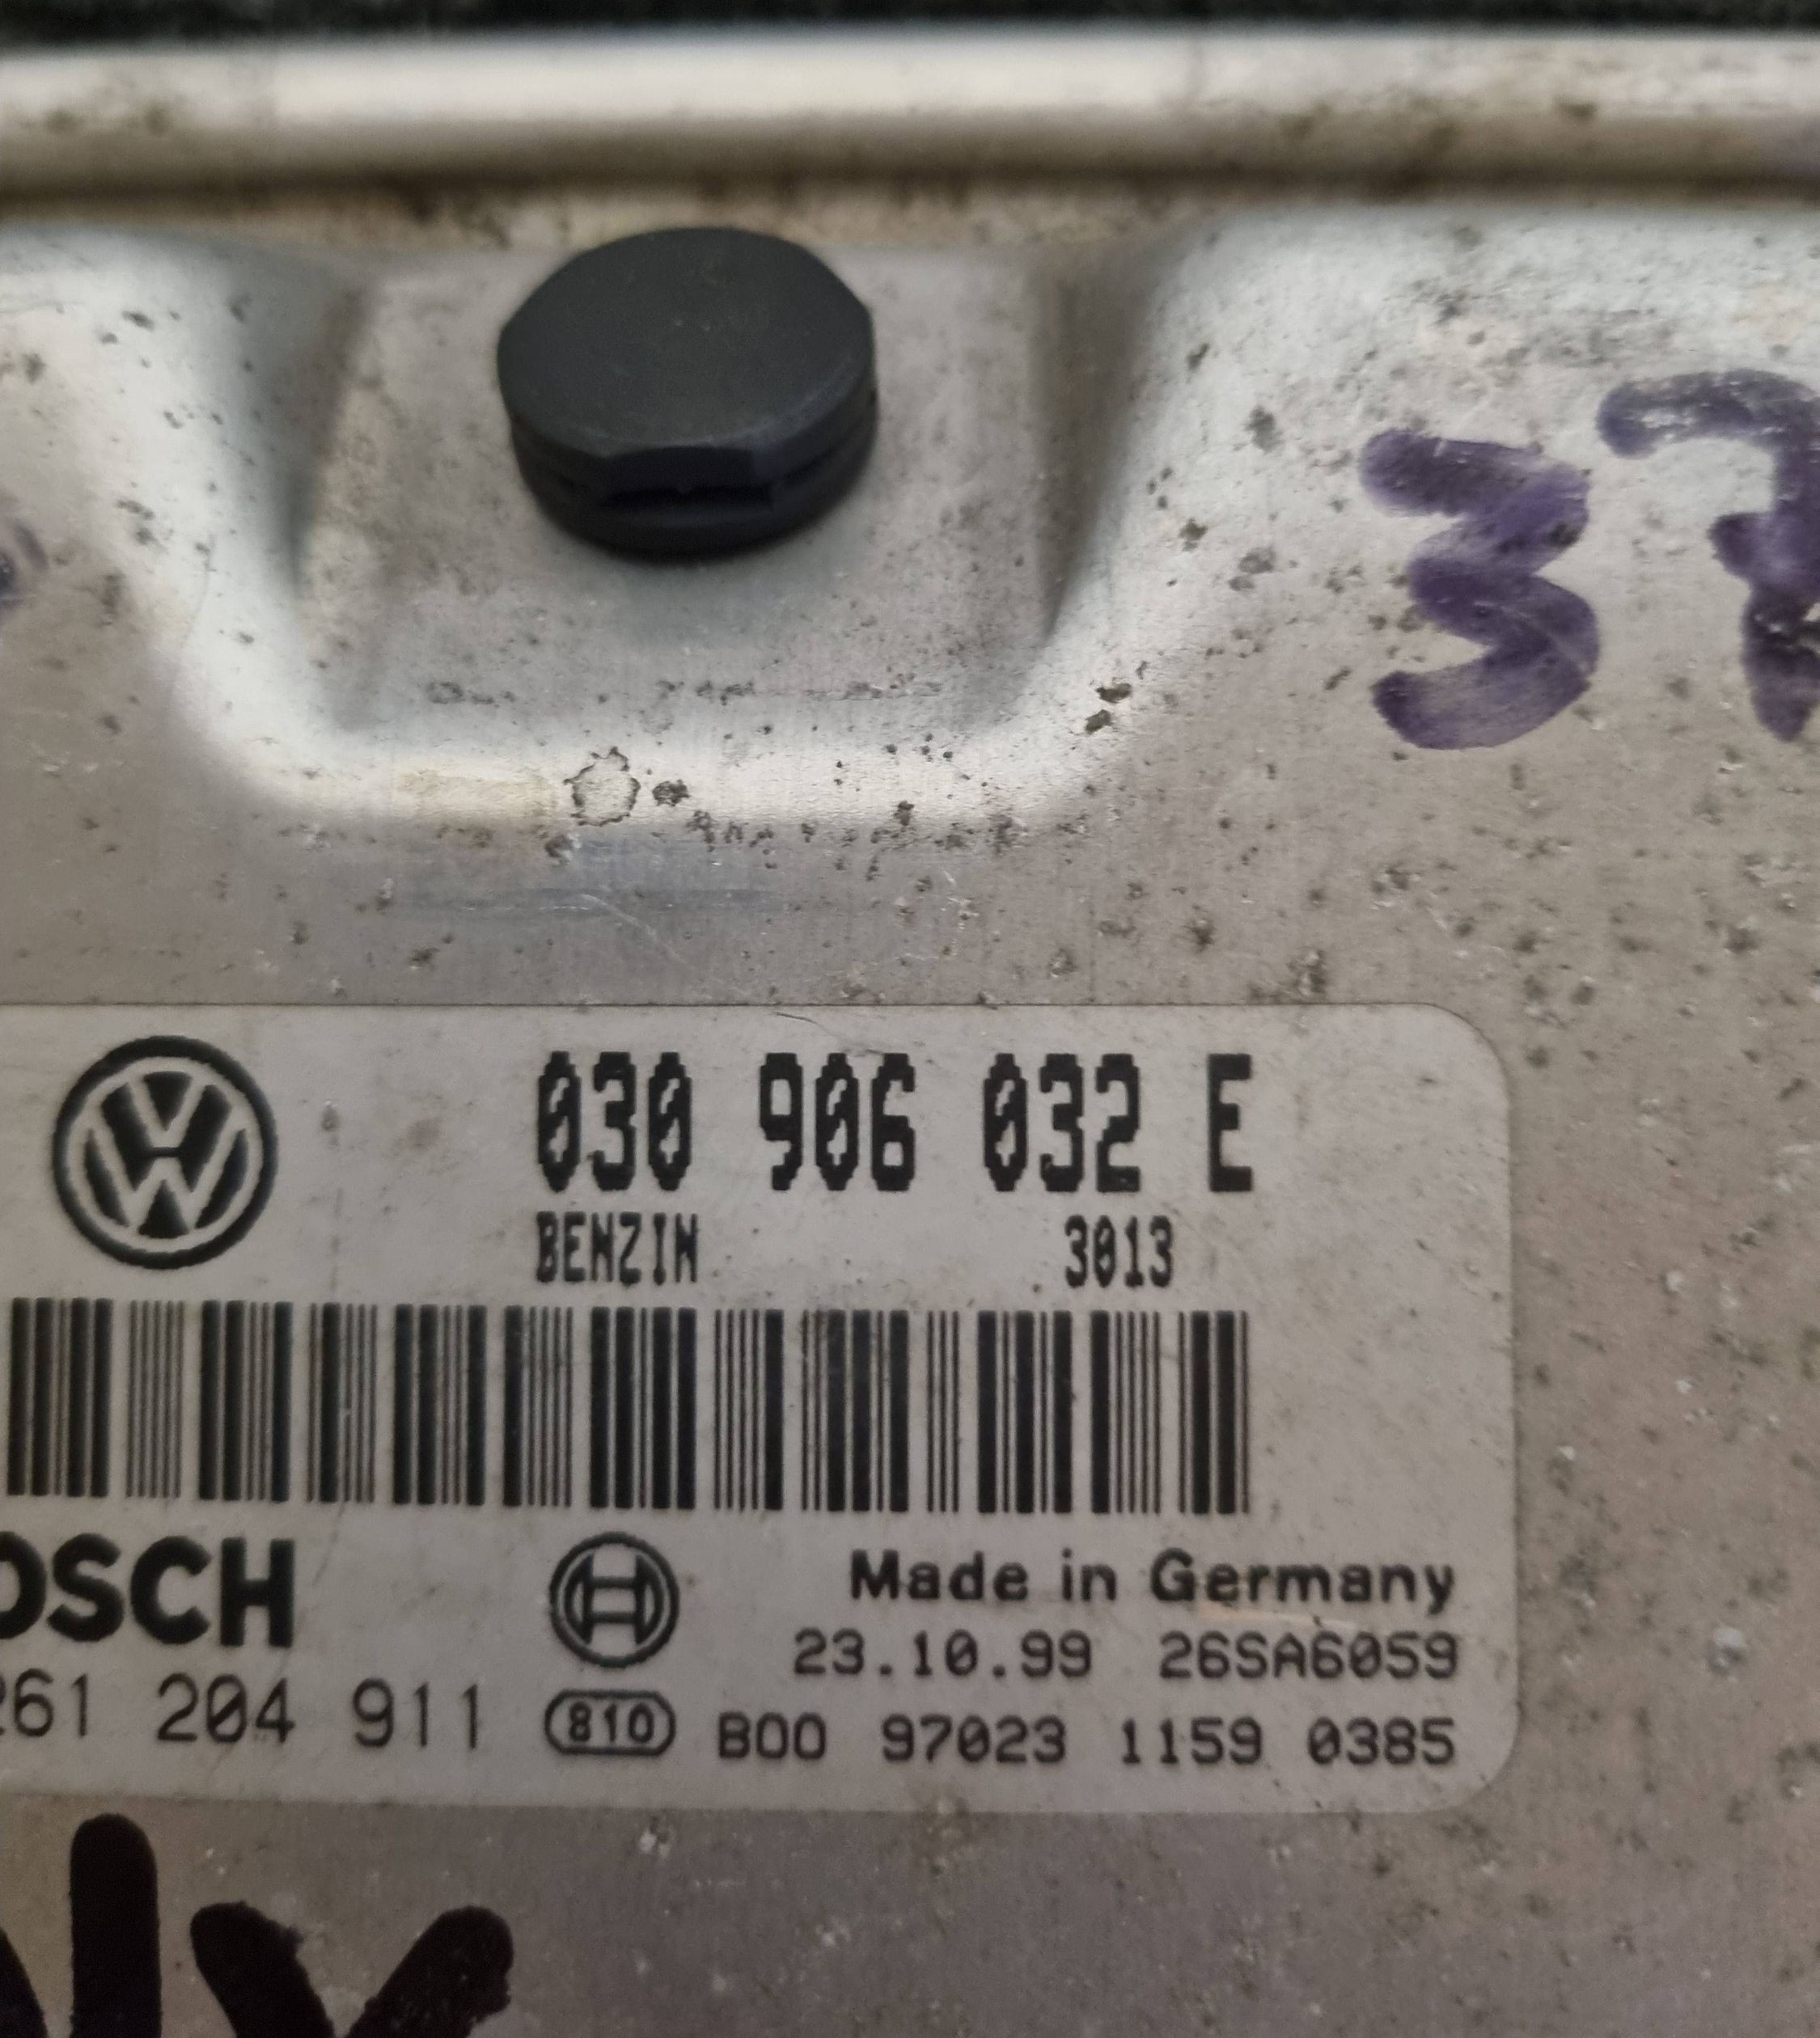 37
030 906 032 E
BENZIN 3013
OSCH
Made in Germany
23.10.99 26SA6059
261 204 911 810 B00 97023 1159 0385